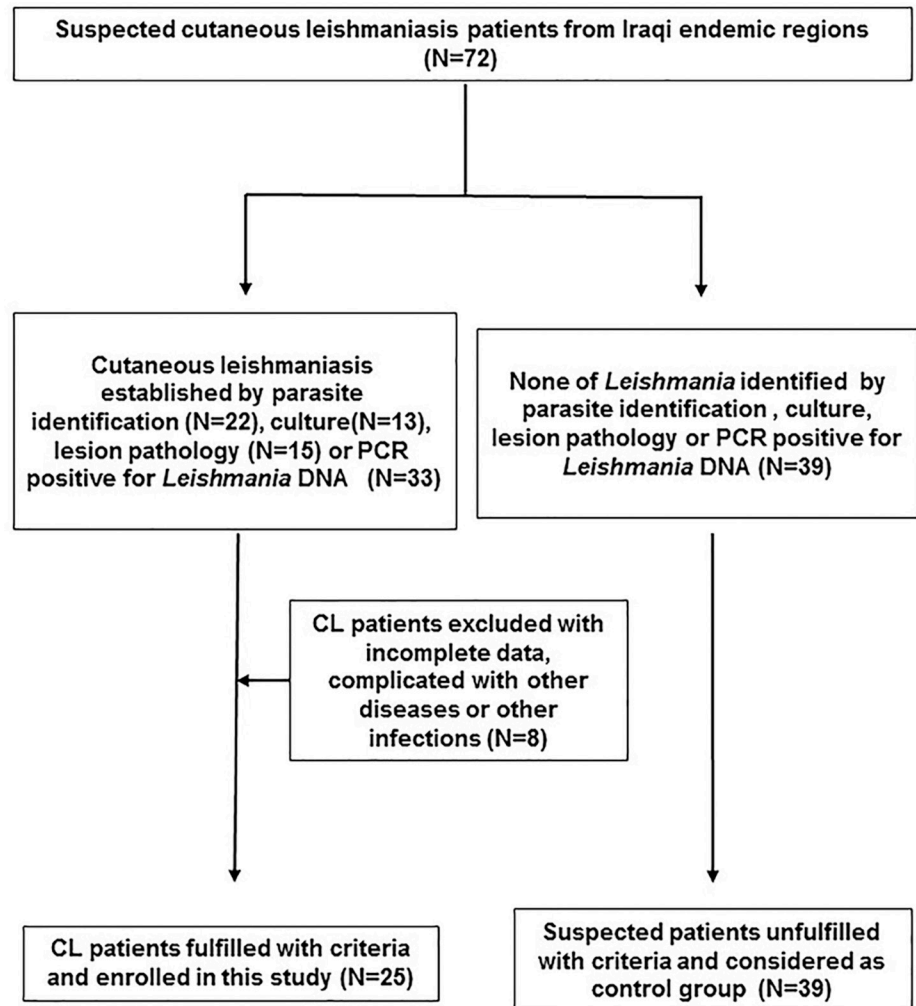 Suspected cutaneous leishmaniasis patients from Iraqi endemic regions
(N=72)
Cutaneous leishmaniasis
established by parasite
identification (N=22), culture(N=13),
lesion pathology (N=15) or PCR
positive for Leishmania DNA (N=33)
None of Leishmania identified by
parasite identification , culture,
lesion pathology or PCR positive for
Leishmania DNA (N=39)
CL patients excluded with
incomplete data,
complicated with other
diseases or other
infections (N=8)
CL patients fulfilled with criteria
and enrolled in this study (N=25)
Suspected patients unfulfilled
with criteria and considered as
control group (N=39)